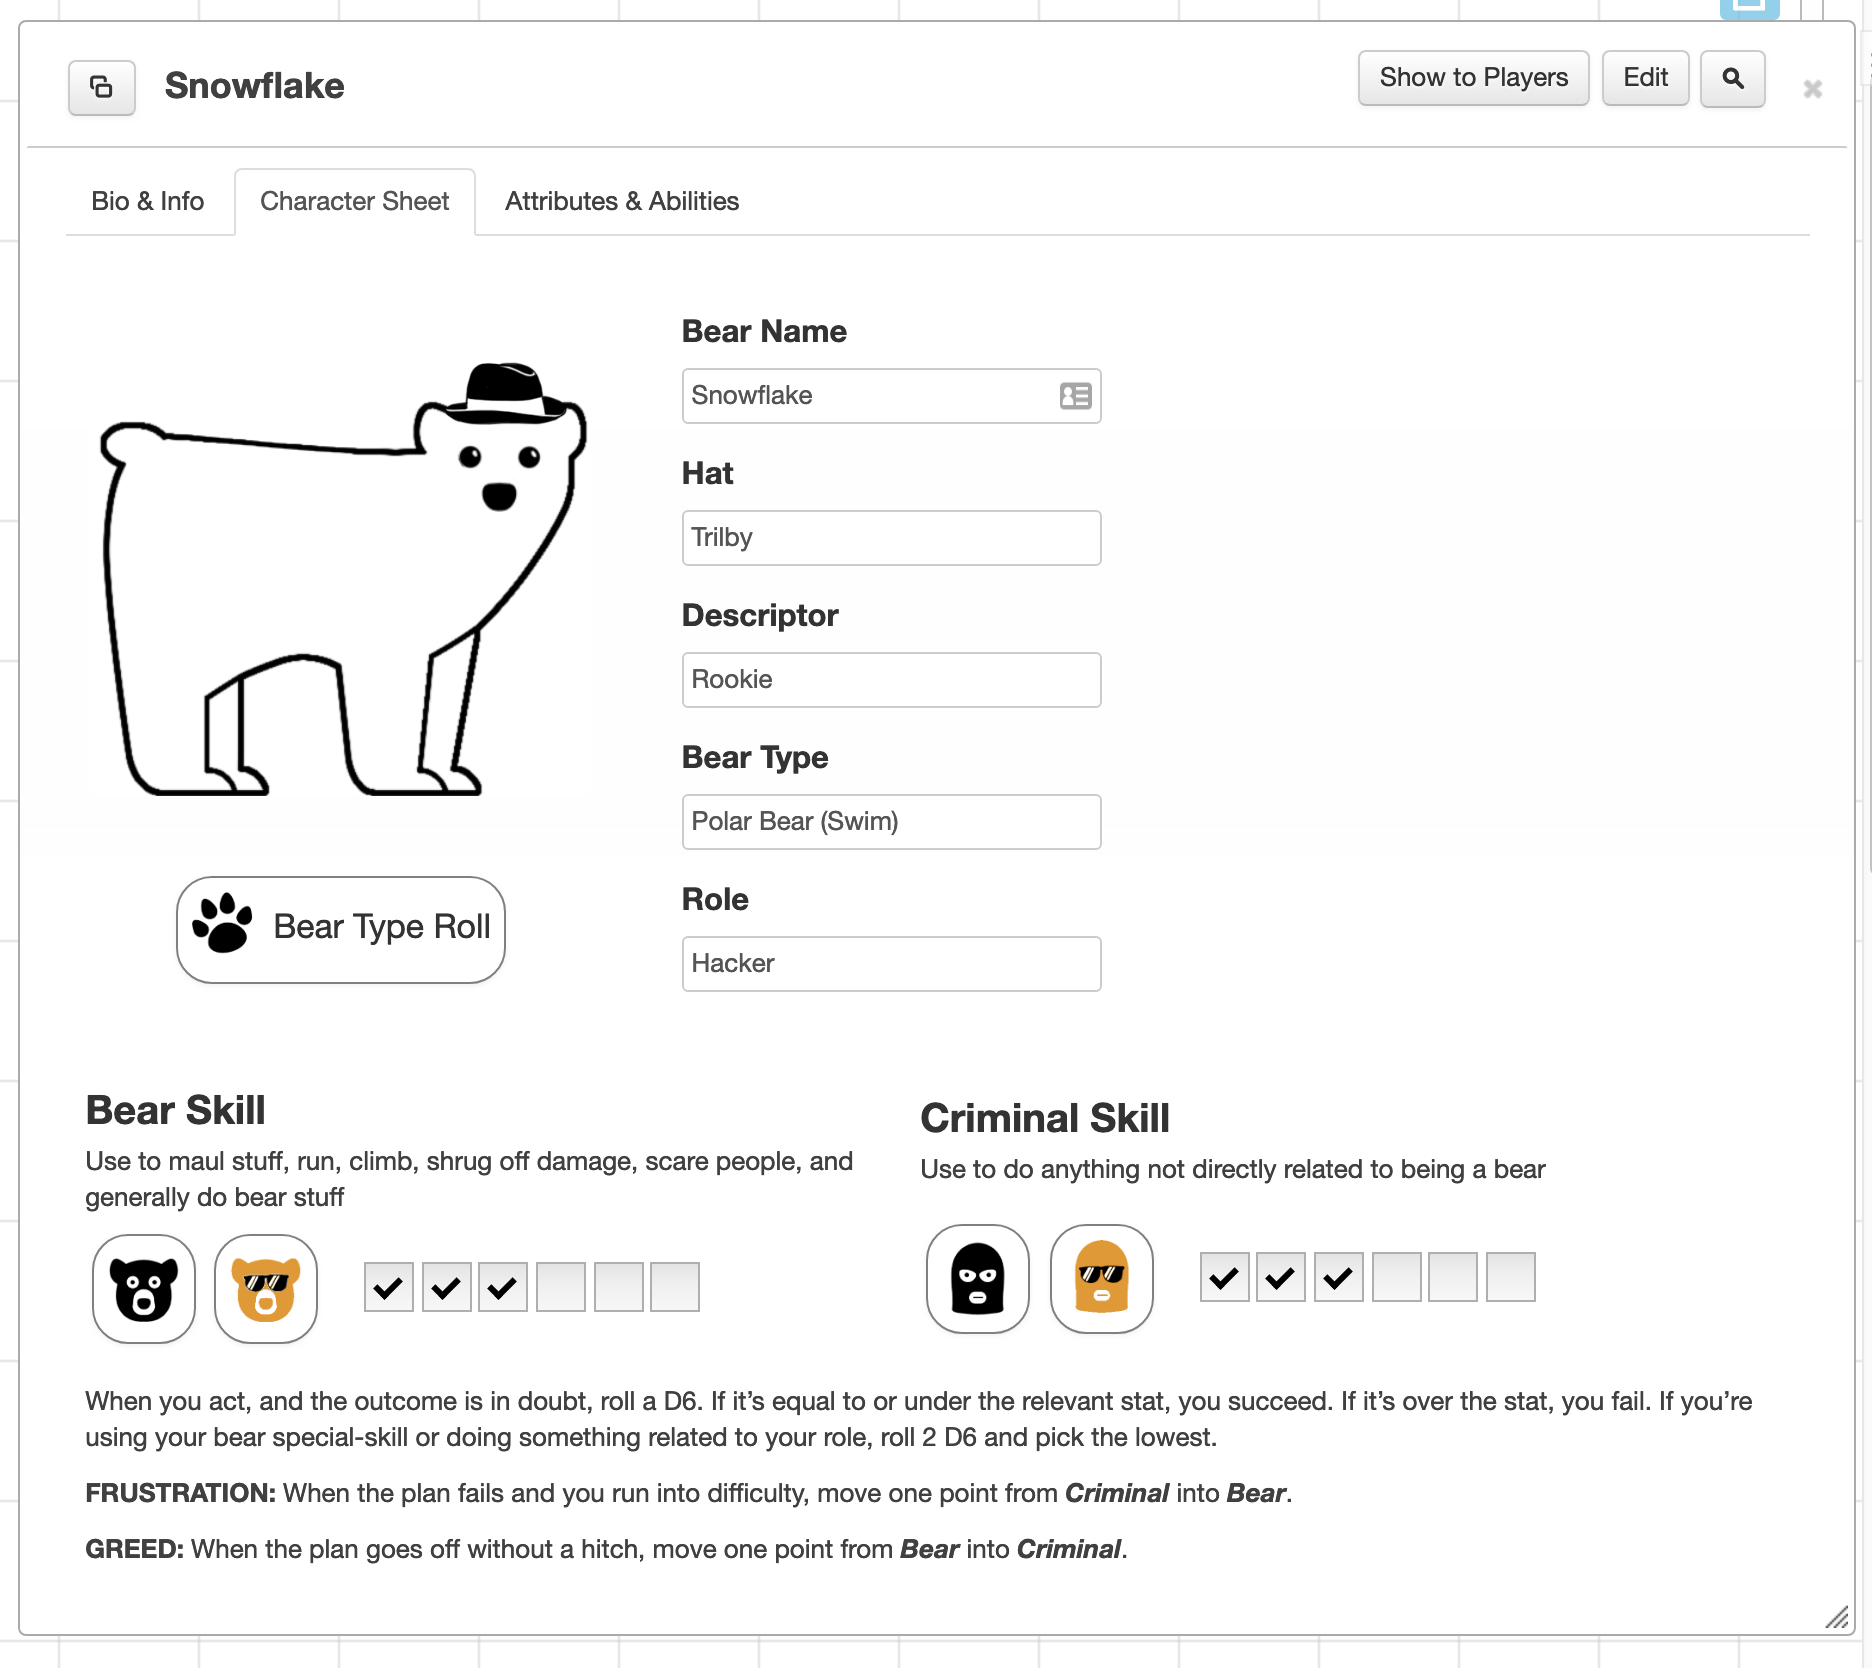 Snowflake
Show to Players
Edit
Bio & Info
Character Sheet
Attributes & Abilities
Bear Name
Snowflake
Hat
Trilby
Descriptor
Rookie
Bear Type
Polar Bear (Swim)
Bear Type Roll
Role
Hacker
Bear Skill
Use to maul stuff, run, climb, shrug off damage, scare people, and
generally do bear stuff
Criminal Skill
Use to do anything not directly related to being a bear
When you act, and the outcome is in doubt, roll a D6. If it’s equal to or under the relevant stat, you succeed. If it’s over the stat, you fail. If you’re
using your bear special-skill or doing something related to your role, roll 2 D6 and pick the lowest.
FRUSTRATION: When the plan fails and you run into difficulty, move one point from Criminal into Bear.
GREED: When the plan goes off without a hitch, move one point from Bear into Criminal.